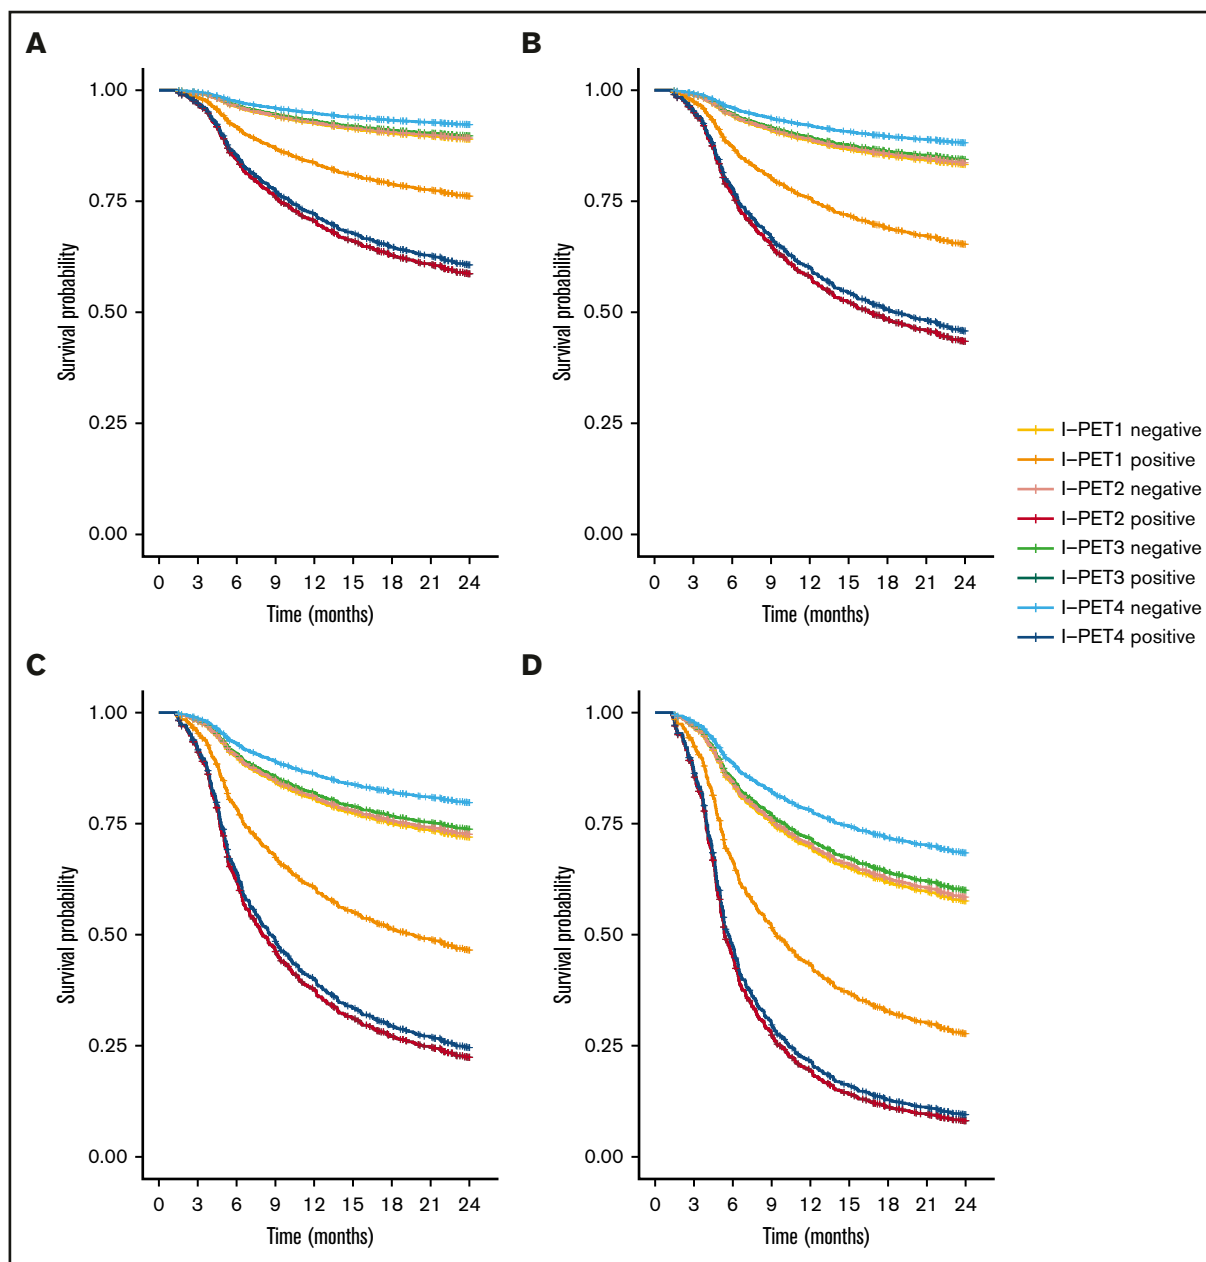 A
1.00
0.75
0.50
0.25
0.00
Survival probability
0 3 6 9 12 15 18 21 24
Time (months)
B
1.00
0.75
0.50
0.25
0.00
Survival probability
0 3 6 9 12 15 18 21 24
Time (months)
I–PET1 negative
I–PET1 positive
I–PET2 negative
I–PET2 positive
I–PET3 negative
I–PET3 positive
I–PET4 negative
I–PET4 positive
C
1.00
0.75
0.50
0.25
0.00
Survival probability
0 3 6 9 12 15 18 21 24
Time (months)
D
1.00
0.75
0.50
0.25
0.00
Survival probability
0 3 6 9 12 15 18 21 24
Time (months)